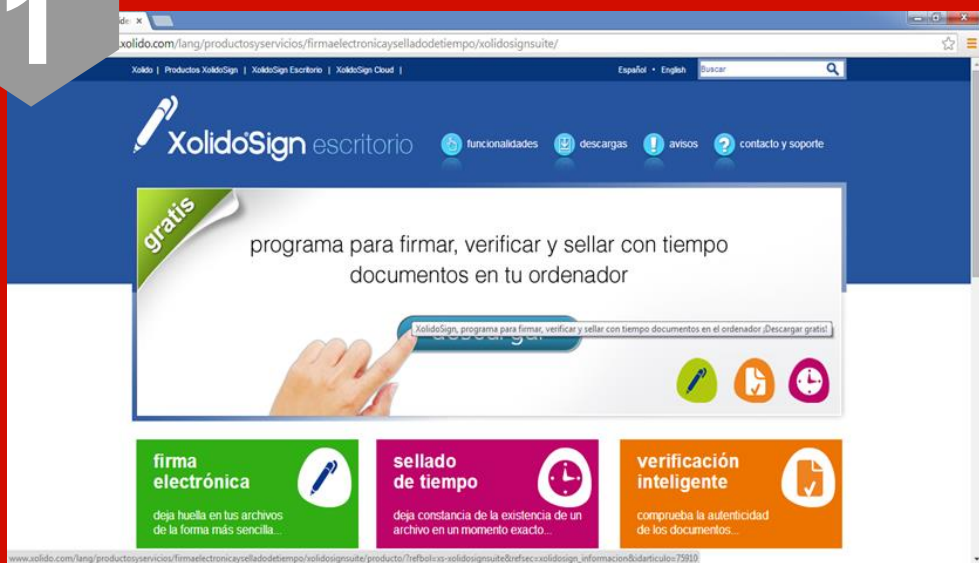 1
xolido.com/lang/productosyservicios/firmaelectronicayselladodetiempo/xolidosignsuite/
Xolido | Productos XolidoSign | XolidoSign Escritorio | XolidoSign Cloud |
Español • English Buscar
XolidoSign escritorio
funcionalidades descargas avisos contacto y soporte
gratis
programa para firmar, verificar y sellar con tiempo
documentos en tu ordenador
XolidoSign, programa para firmar, verificar y sellar con tiempo documentos en el ordenador ¡Descargar gratis!
descargar
firma
electrónica
deja huella en tus archivos
de la forma más sencilla...
sellado
de tiempo
deja constancia de la existencia de un
archivo en un momento exacto...
verificación
inteligente
comprueba la autenticidad
de los documentos...
www.xolido.com/lang/productosyservicios/firmaelectronicayselladodetiempo/xolidosignsuite/producto/?refbol=xs-xolidosignsuite&refsec=xolidosign_informacion&idarticulo=75910